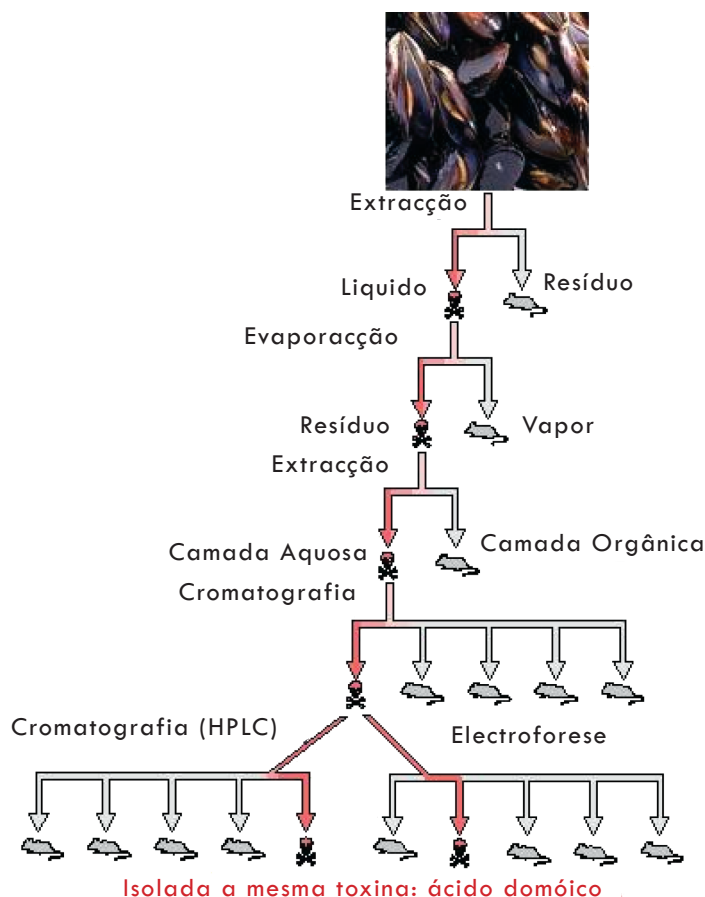 Extracção
Liquido
Resíduo
Evaporacção
Resíduo
Vapor
Extracção
Camada Aquosa
Camada Orgânica
Cromatografia
Cromatografia (HPLC)
Electroforese
Isolada a mesma toxina: ácido domóico